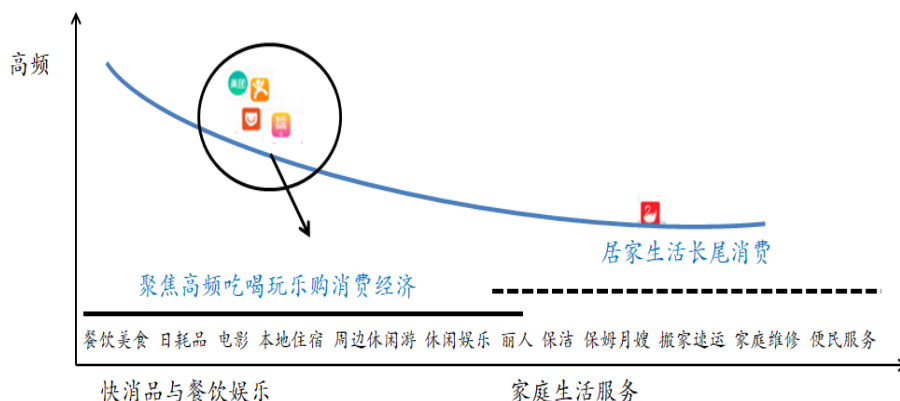 高频
美团
居家生活长尾消费
聚焦高频吃喝玩乐购消费经济
餐饮美食 日耗品 电影 本地住宿 周边休闲游 休闲娱乐 丽人 保洁 保姆月嫂 搬家速运 家庭维修 便民服务
快消品与餐饮娱乐 家庭生活服务